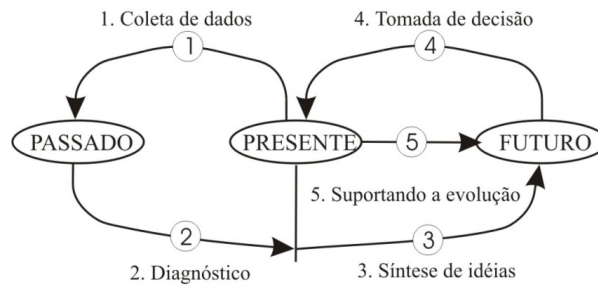 1. Coleta de dados
4. Tomada de decisão
1
4
PASSADO
PRESENTE
5
FUTURO
5. Suportando a evolução
2
3
2. Diagnóstico
3. Síntese de idéias